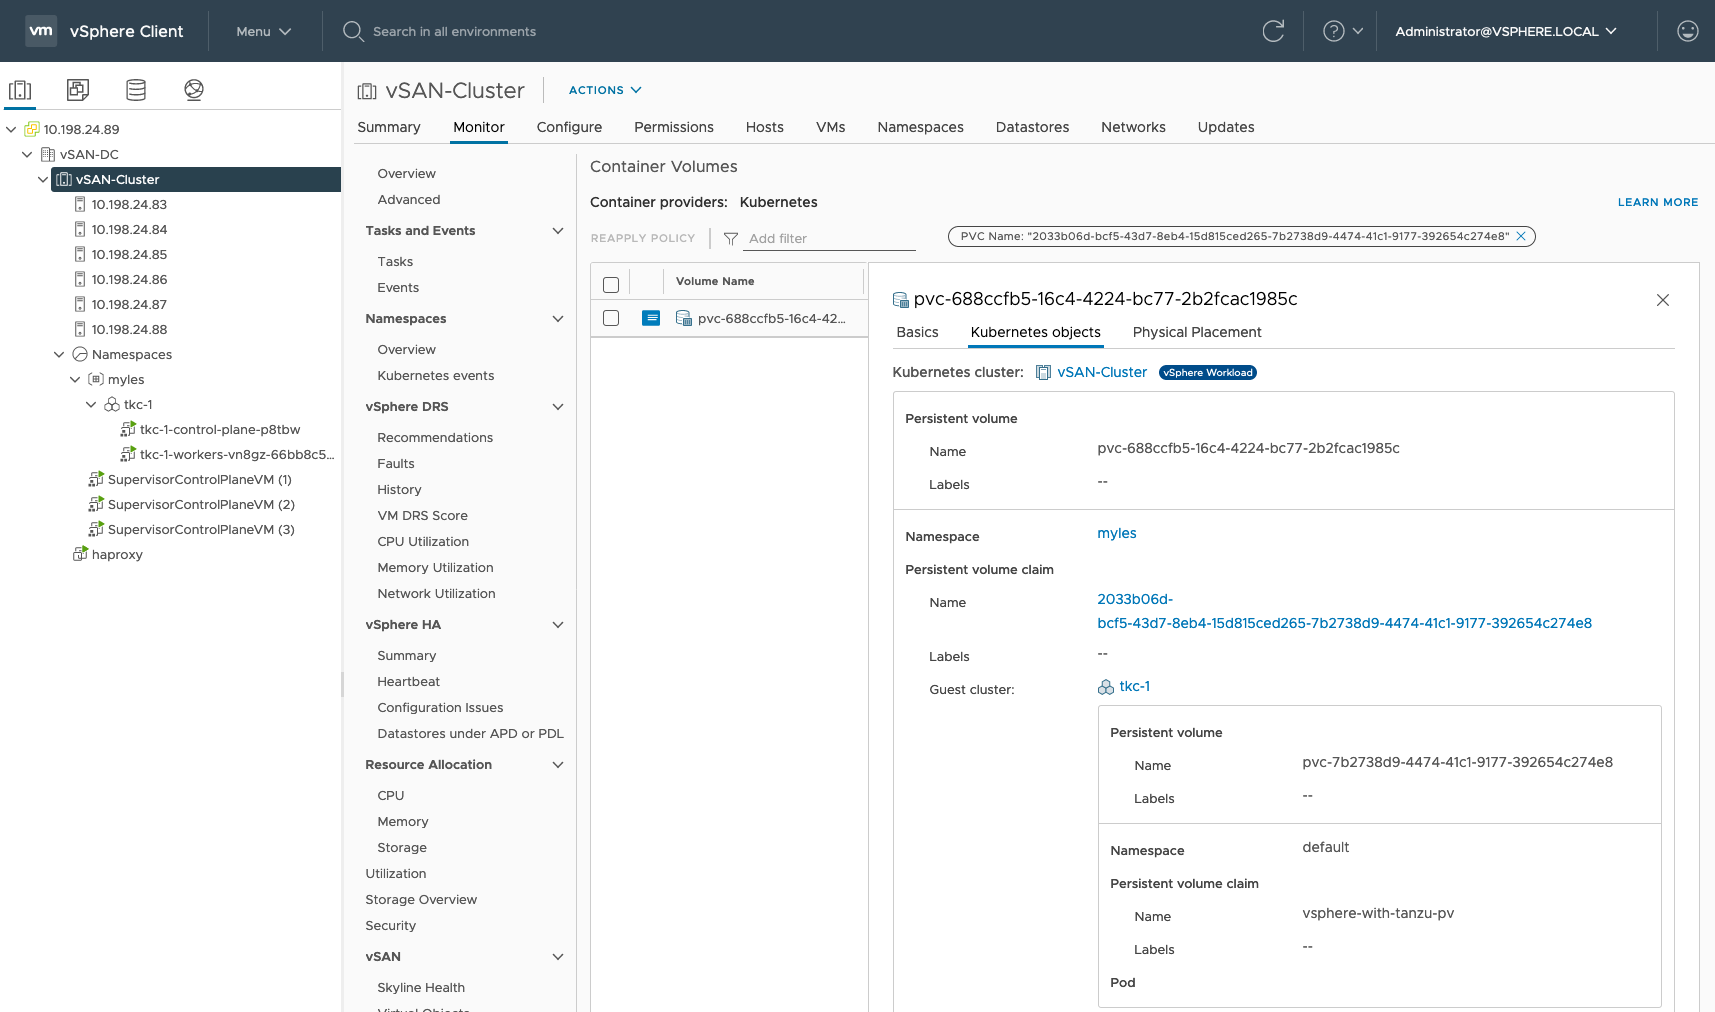 vm vSphere Client Menu Search in all environments Administrator@VSPHERE.LOCAL
10.198.24.89
vSAN-DC
vSAN-Cluster
10.198.24.83
10.198.24.84
10.198.24.85
10.198.24.86
10.198.24.87
10.198.24.88
Namespaces
myles
tkc-1
tkc-1-control-plane-p8tbw
tkc-1-workers-vn8gz-66bb8c5...
SupervisorControlPlaneVM (1)
SupervisorControlPlaneVM (2)
SupervisorControlPlaneVM (3)
haproxy
vSAN-Cluster ACTIONS
Summary Monitor Configure Permissions Hosts VMs Namespaces Datastores Networks Updates
Overview
Advanced
Tasks and Events
Tasks
Events
Namespaces
Overview
Kubernetes events
vSphere DRS
Recommendations
Faults
History
VM DRS Score
CPU Utilization
Memory Utilization
Network Utilization
vSphere HA
Summary
Heartbeat
Configuration Issues
Datastores under APD or PDL
Resource Allocation
CPU
Memory
Storage
Utilization
Storage Overview
Security
vSAN
Skyline Health
Virtual Objects
Container Volumes
Container providers: Kubernetes LEARN MORE
REAPPLY POLICY Add filter PVC Name: "2033b06d-bcf5-43d7-8eb4-15d815ced265-7b2738d9-4474-41c1-9177-392654c274e8"
Volume Name
pvc-688ccfb5-16c4-42...
pvc-688ccfb5-16c4-4224-bc77-2b2fcac1985c
Basics Kubernetes objects Physical Placement
Kubernetes cluster: vSAN-Cluster vSphere Workload
Persistent volume
Name pvc-688ccfb5-16c4-4224-bc77-2b2fcac1985c
Labels --
Namespace myles
Persistent volume claim
Name 2033b06d-
bcf5-43d7-8eb4-15d815ced265-7b2738d9-4474-41c1-9177-392654c274e8
Labels --
Guest cluster: tkc-1
Persistent volume
Name pvc-7b2738d9-4474-41c1-9177-392654c274e8
Labels --
Namespace default
Persistent volume claim
Name vsphere-with-tanzu-pv
Labels --
Pod